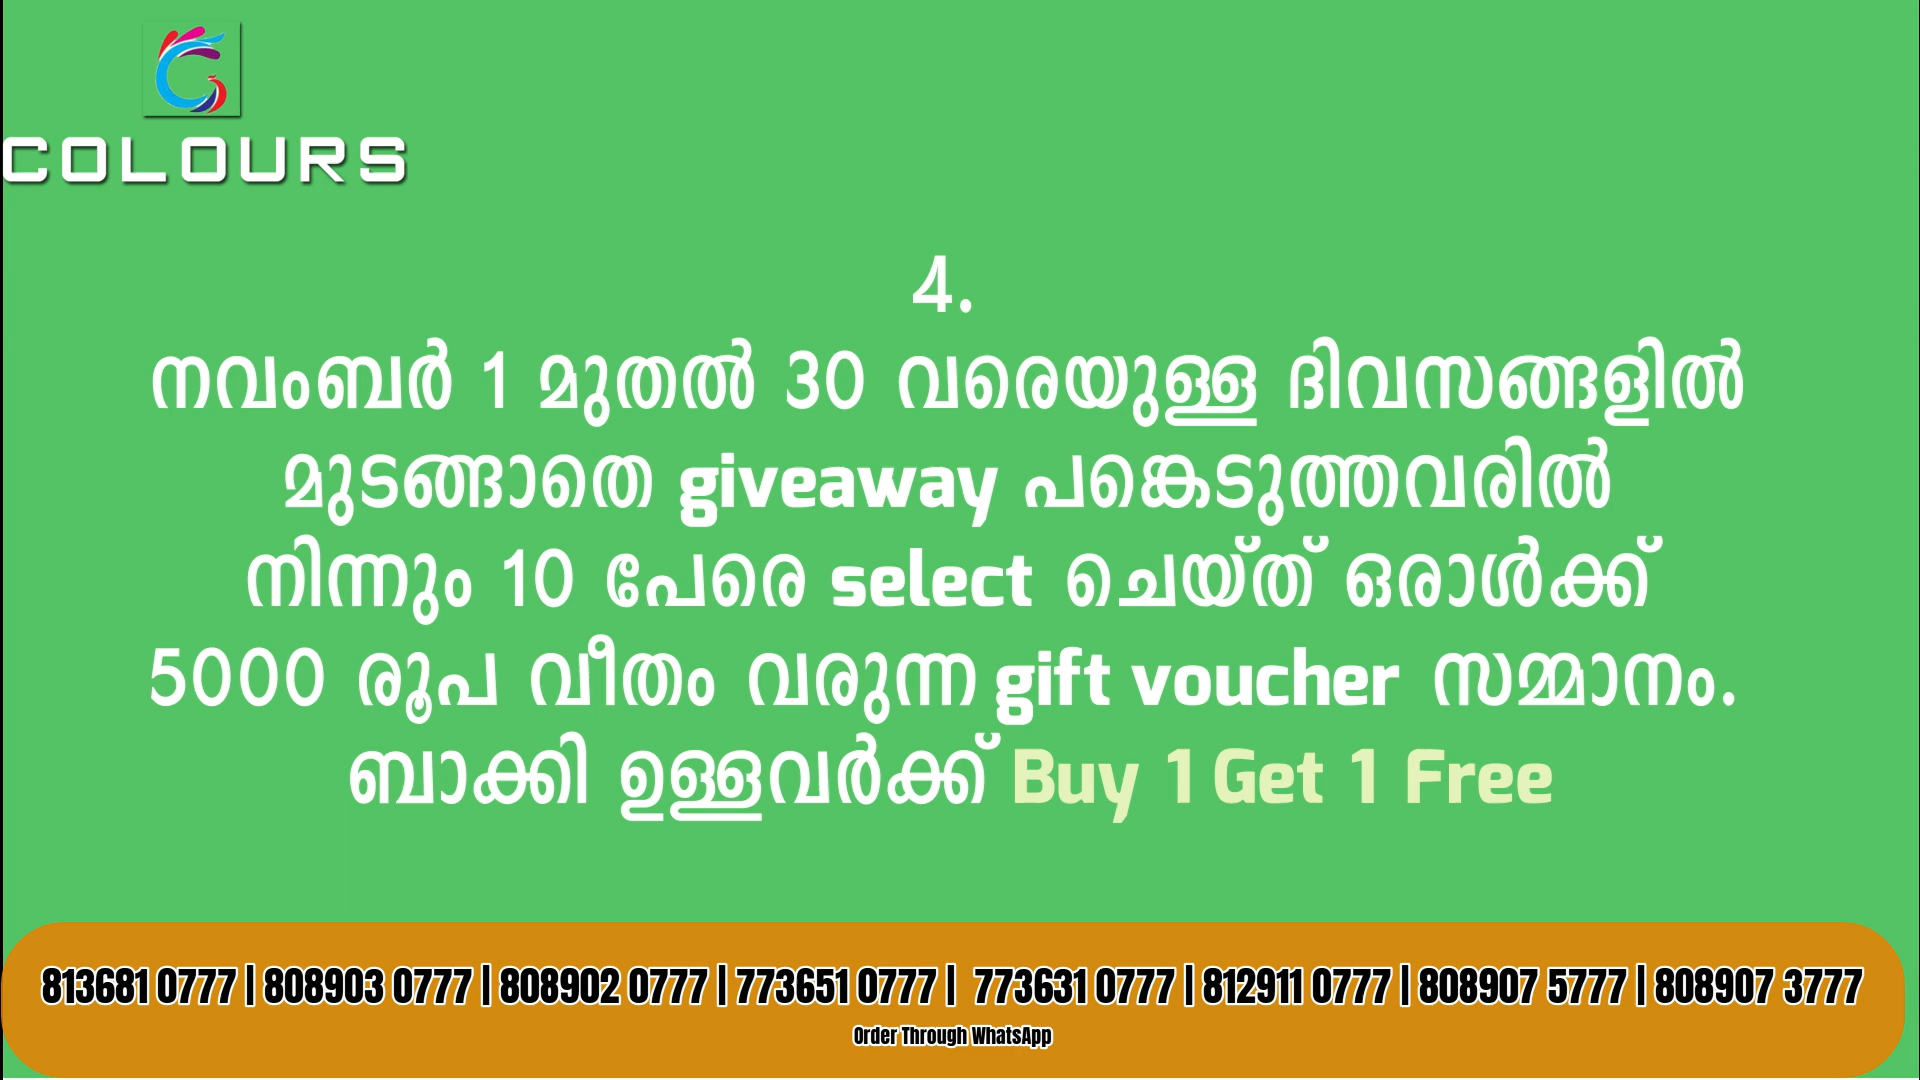 COLOURS
4.
നവംബർ 1 മുതൽ 30 വരെയുള്ള ദിവസങ്ങളിൽ
മുടങ്ങാതെ giveaway പങ്കെടുത്തവരിൽ
നിന്നും 10 പേരെ select ചെയ്ത് ഒരാൾക്ക്
5000 രൂപ വീതം വരുന്ന gift voucher സമ്മാനം.
ബാക്കി ഉള്ളവർക്ക് Buy 1 Get 1 Free
813681 0777 | 808903 0777 | 808902 0777 | 773651 0777 | 773631 0777 | 812911 0777 | 808907 5777 | 808907 3777
Order Through WhatsApp